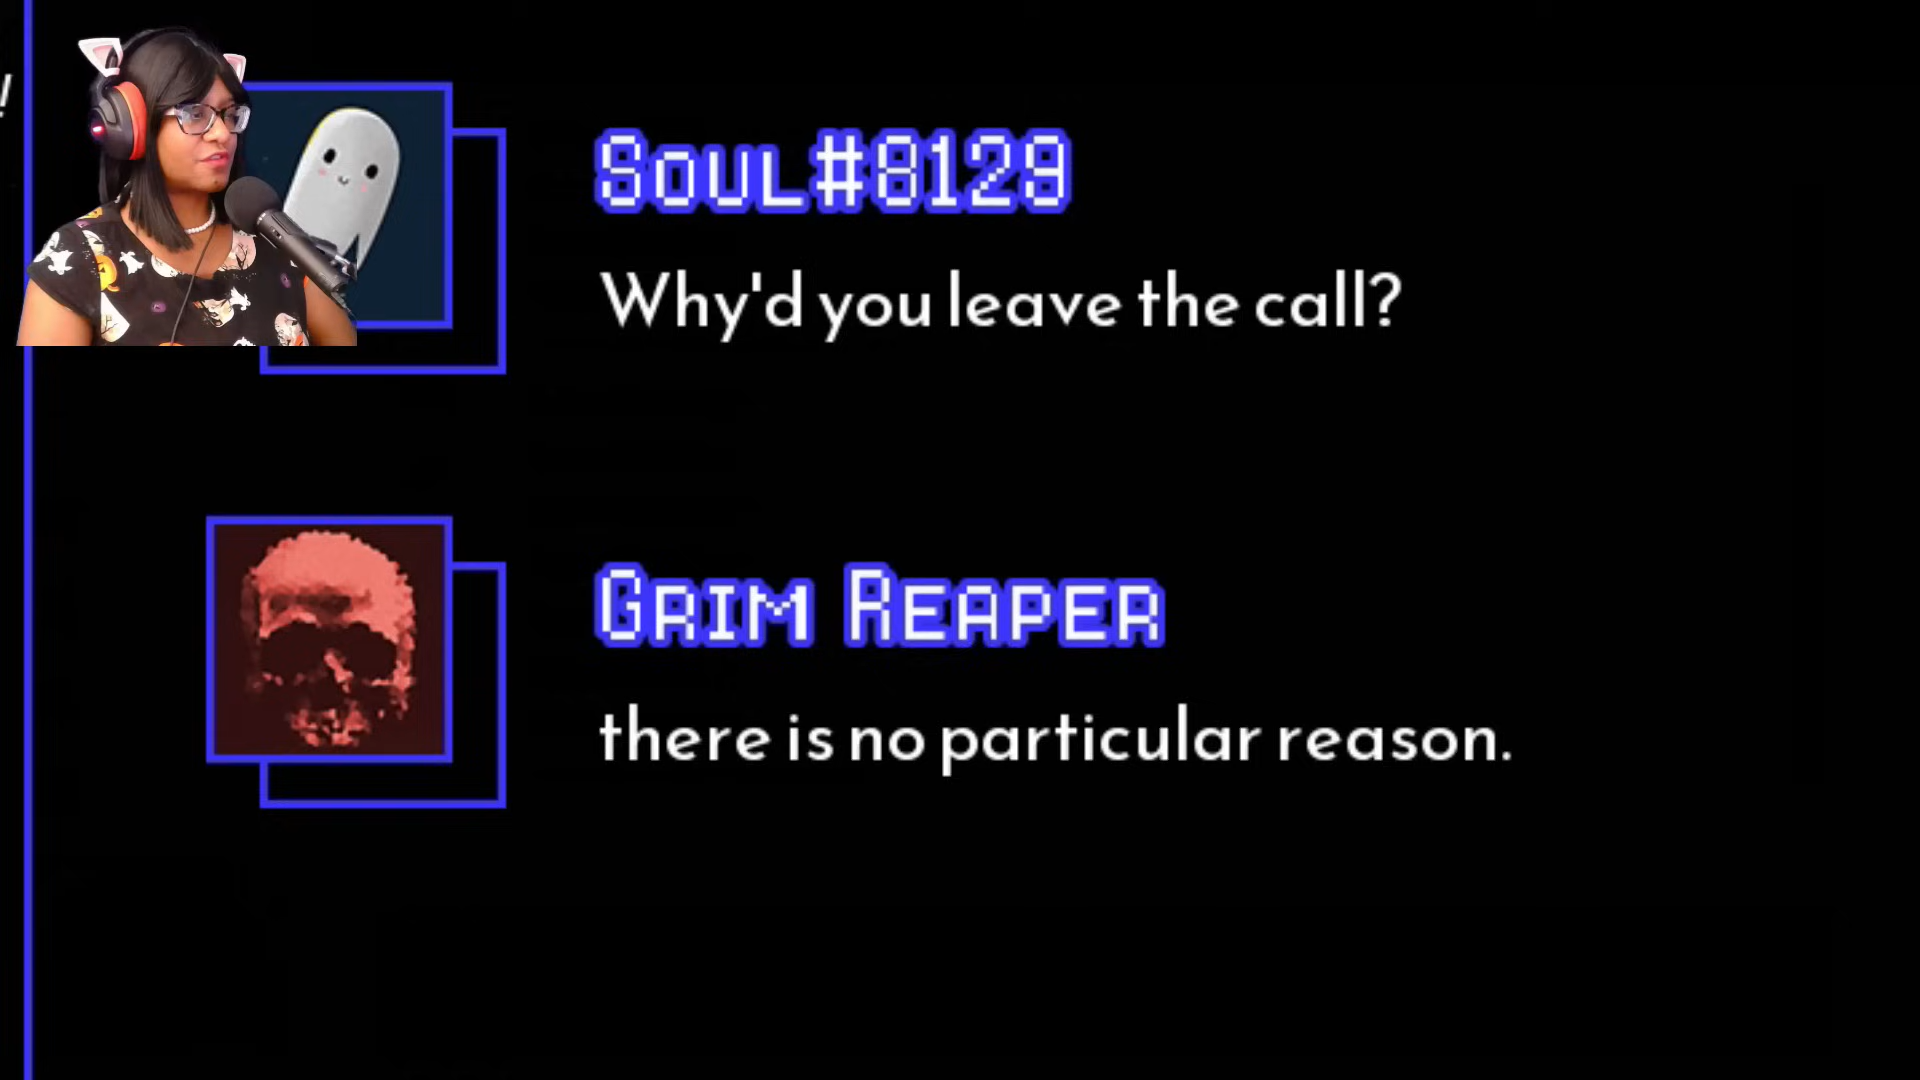 !
Soul#8129
Why'd you leave the call?
Grim Reaper
there is no particular reason.